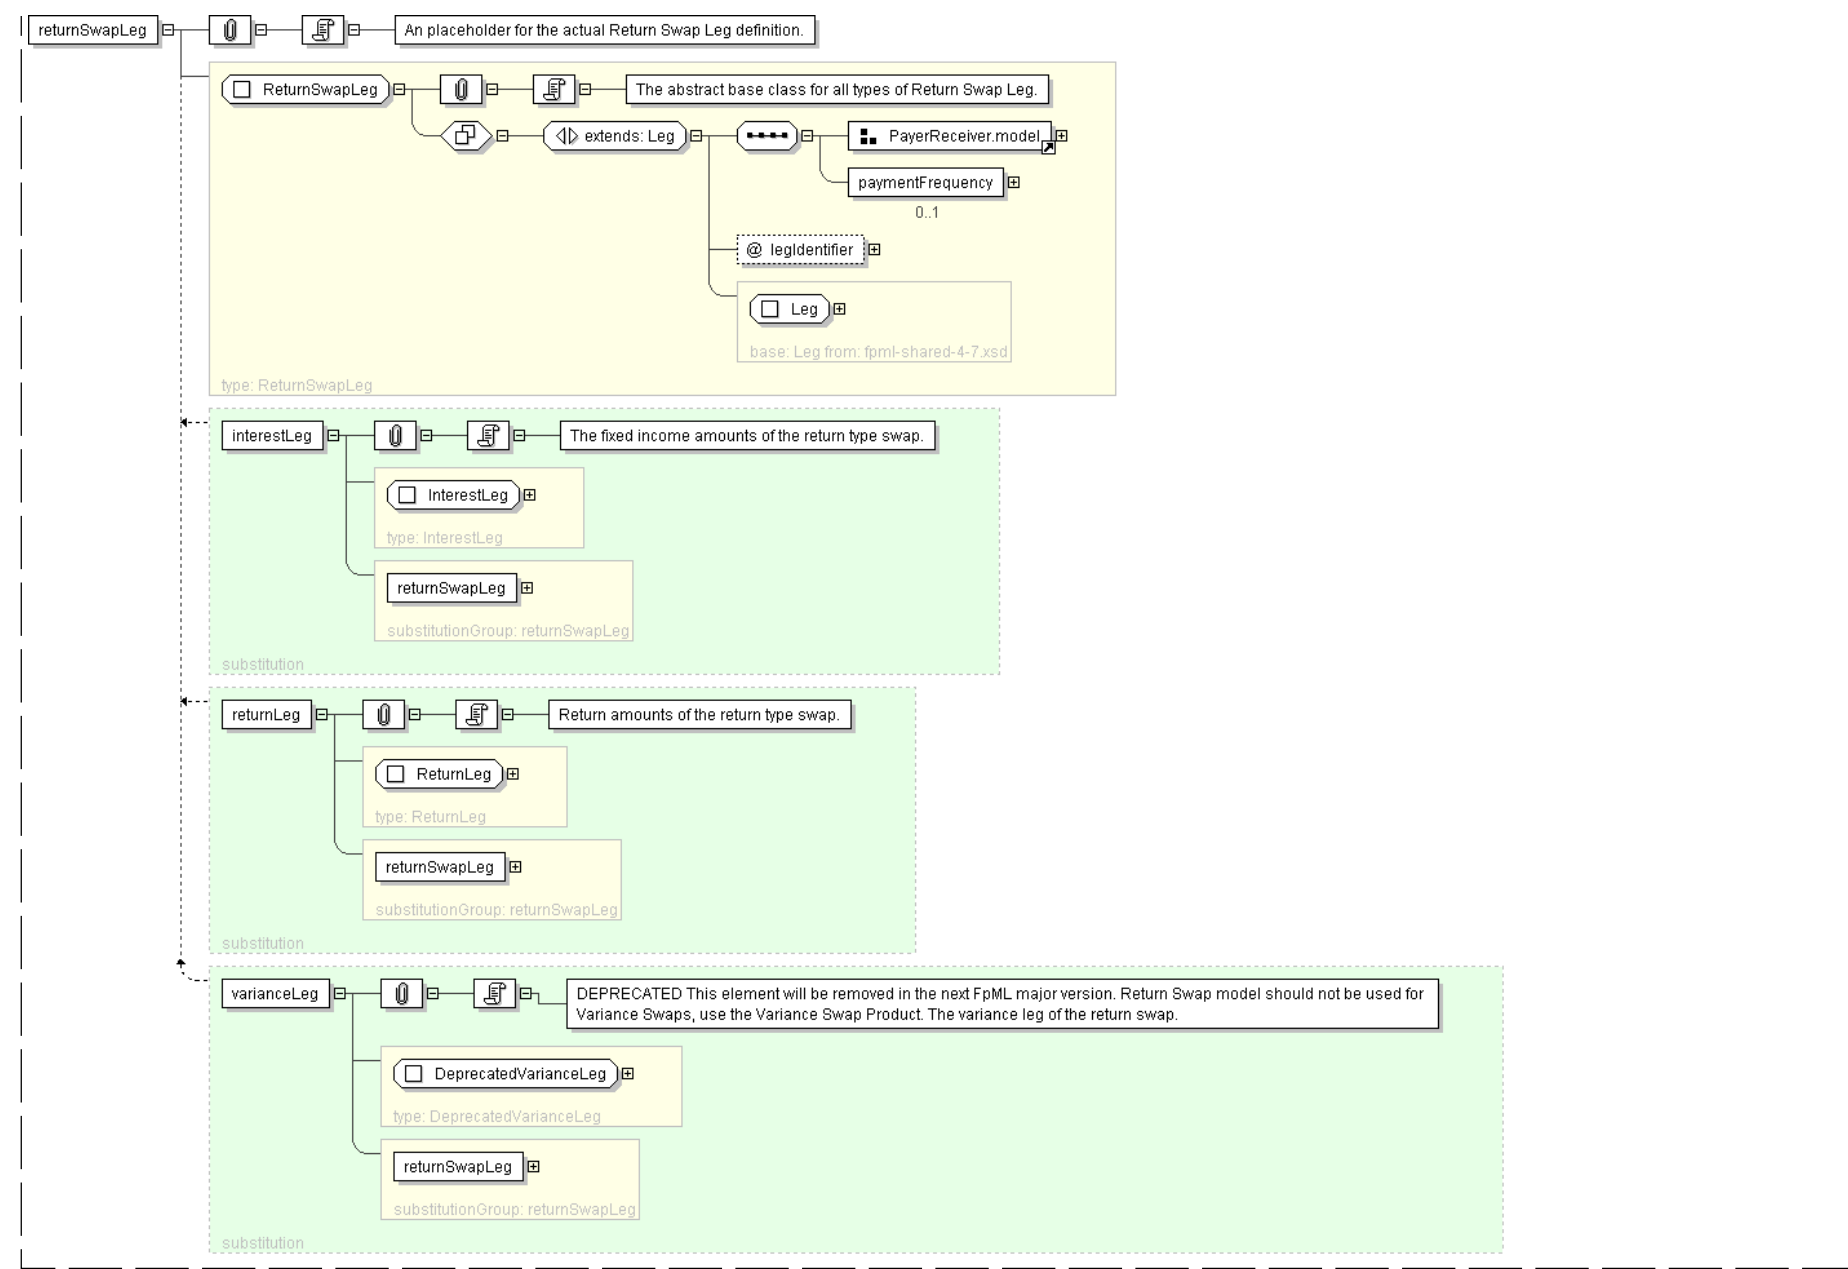 returnSwapLeg
An placeholder for the actual Return Swap Leg definition.
ReturnSwapLeg
The abstract base class for all types of Return Swap Leg.
extends: Leg
PayerReceiver.model
paymentFrequency
0..1
@ legIdentifier
Leg
base: Leg from: fpml-shared-4-7.xsd
type: ReturnSwapLeg
interestLeg
The fixed income amounts of the return type swap.
InterestLeg
type: InterestLeg
returnSwapLeg
substitutionGroup: returnSwapLeg
substitution
returnLeg
Return amounts of the return type swap.
ReturnLeg
type: ReturnLeg
returnSwapLeg
substitutionGroup: returnSwapLeg
substitution
varianceLeg
DEPRECATED This element will be removed in the next FpML major version. Return Swap model should not be used for
Variance Swaps, use the Variance Swap Product. The variance leg of the return swap.
DeprecatedVarianceLeg
type: DeprecatedVarianceLeg
returnSwapLeg
substitutionGroup: returnSwapLeg
substitution